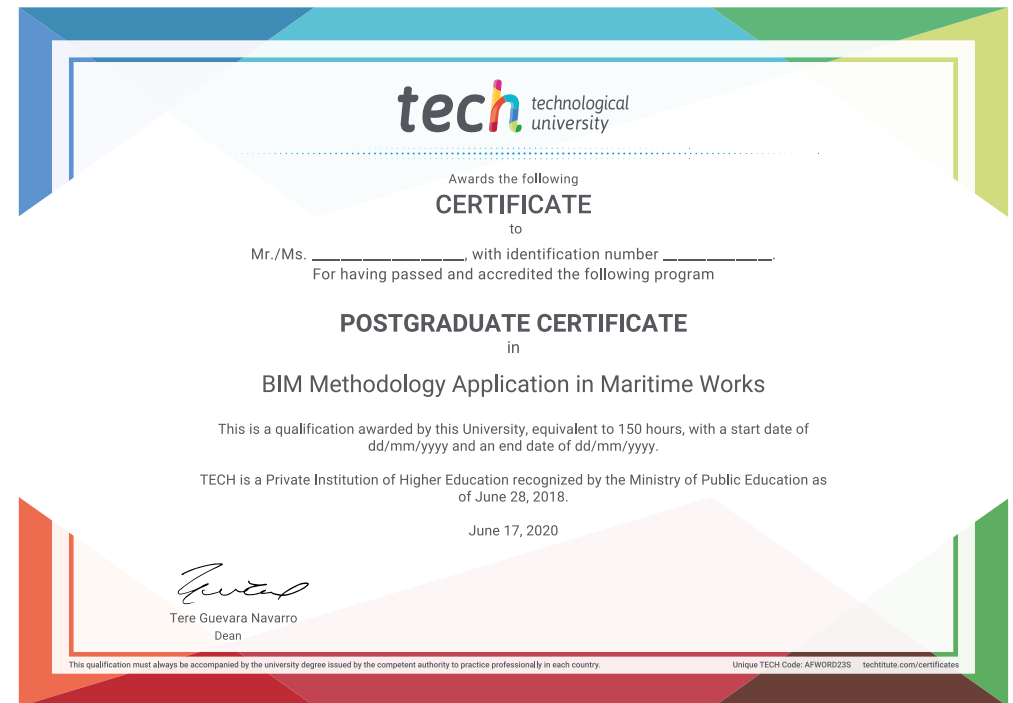 tech technological
university
Awards the following
CERTIFICATE
to
Mr./Ms. ____________________, with identification number ______________.
For having passed and accredited the following program
POSTGRADUATE CERTIFICATE
in
BIM Methodology Application in Maritime Works
This is a qualification awarded by this University, equivalent to 150 hours, with a start date of
dd/mm/yyyy and an end date of dd/mm/yyyy.
TECH is a Private Institution of Higher Education recognized by the Ministry of Public Education as
of June 28, 2018.
June 17, 2020
Tere Guevara Navarro
Dean
This qualification must always be accompanied by the university degree issued by the competent authority to practice professionally in each country.
Unique TECH Code: AFWORD23S techtitute.com/certificates